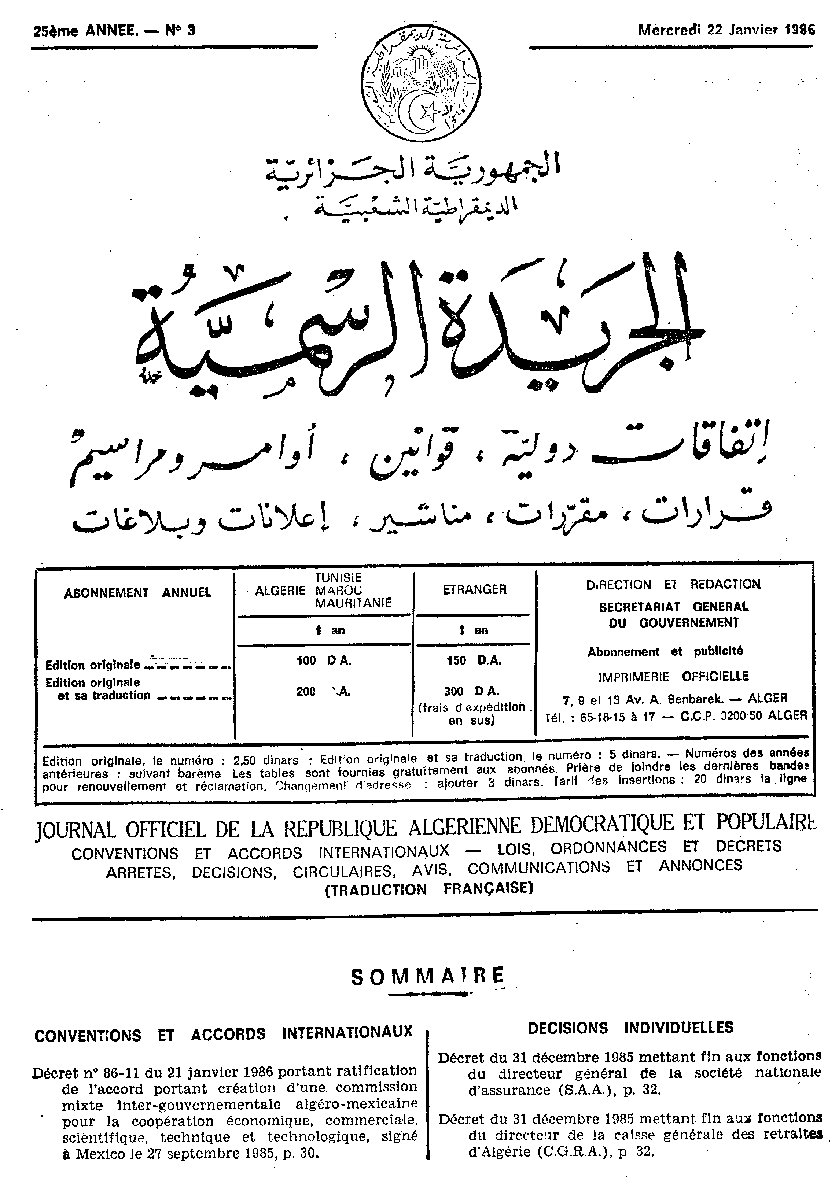 25ème ANNEE. — N° 3
Mercredi 22 Janvier 1986
الجمهورية الجزائرية
الديمقراطية الشعبية
الجريدة الرسمية
إتفاقات دولية ، قوانين ، أوامر ومراسيم
قرارات ، مقررات ، مناشير ، إعلانات وبلاغات
ABONNEMENT ANNUEL
ALGERIE
TUNISIE
MAROC
MAURITANIE
ETRANGER
1 an
1 an
Edition originale
100 D A.
150 D.A.
Edition originale
et sa traduction
200 A.
300 D A.
(frais d'expédition
en sus)
DIRECTION ET REDACTION
SECRETARIAT GENERAL
DU GOUVERNEMENT
Abonnement et publicité
IMPRIMERIE OFFICIELLE
7, 9 et 13 Av. A. Benbarek. — ALGER
Tél. : 65-18-15 à 17 — C.C.P. 3200-50 ALGER
Edition originale, le numéro : 2,50 dinars : Edition originale et sa traduction, le numéro : 5 dinars. — Numéros des années
antérieures : suivant barème Les tables sont fournies gratuitement aux abonnés. Prière de joindre les dernières bandes
pour renouvellement et réclamation. Changement d'adresse : ajouter 3 dinars. Tarif des insertions : 20 dinars la ligne
JOURNAL OFFICIEL DE LA REPUBLIQUE ALGERIENNE DEMOCRATIQUE ET POPULAIRE
CONVENTIONS ET ACCORDS INTERNATIONAUX — LOIS, ORDONNANCES ET DECRETS
ARRETES, DECISIONS, CIRCULAIRES, AVIS, COMMUNICATIONS ET ANNONCES
(TRADUCTION FRANÇAISE)
SOMMAIRE
CONVENTIONS ET ACCORDS INTERNATIONAUX
Décret n° 86-11 du 21 janvier 1986 portant ratification
de l'accord portant création d'une commission
mixte inter-gouvernementale algéro-mexicaine
pour la coopération économique, commerciale,
scientifique, technique et technologique, signé
à Mexico le 27 septembre 1985, p. 30.
DECISIONS INDIVIDUELLES
Décret du 31 décembre 1985 mettant fin aux fonctions
du directeur général de la société nationale
d'assurance (S.A.A.), p. 32.
Décret du 31 décembre 1985 mettant fin aux fonctions
du directeur de la caisse générale des retraites
d'Algérie (C.G.R.A.), p 32.